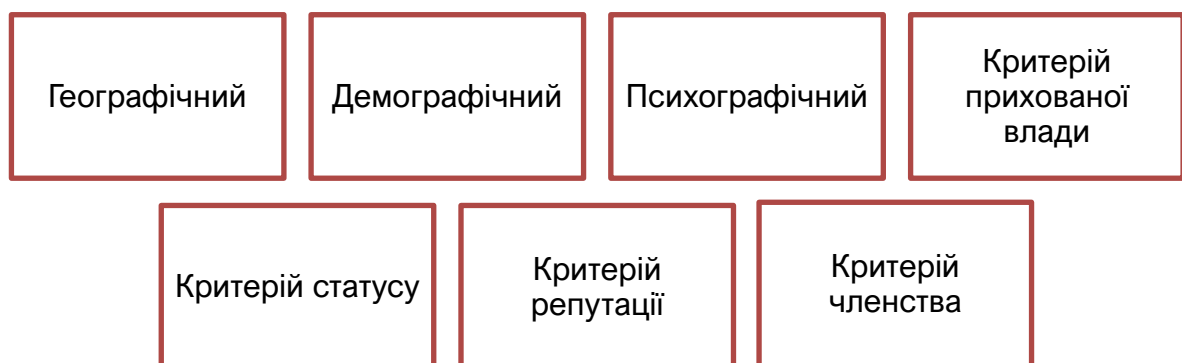 Географічний
Демографічний
Психографічний
Критерій
прихованої
влади
Критерій статусу
Критерій
репутації
Критерій
членства